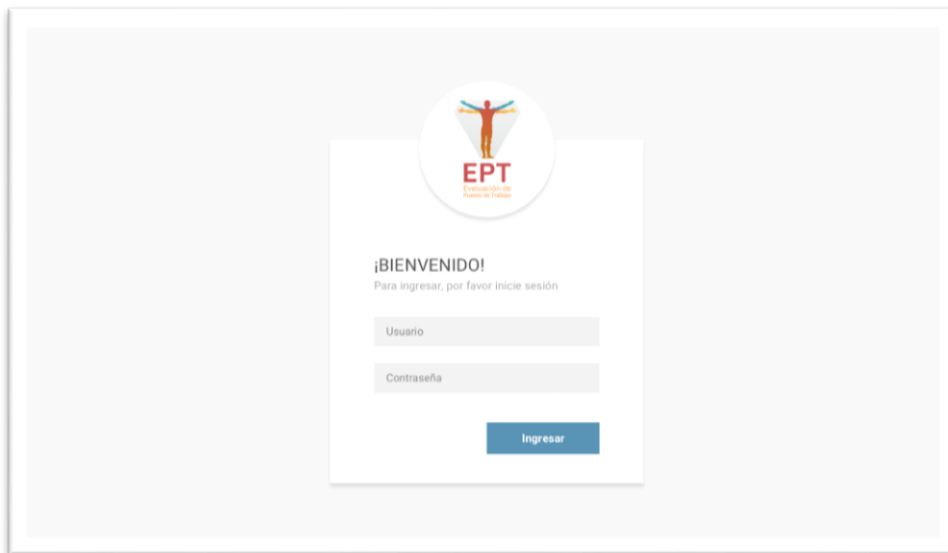 EPT
Evaluación de
Puesto de Trabajo
¡BIENVENIDO!
Para ingresar, por favor inicie sesión
Usuario
Contraseña
Ingresar